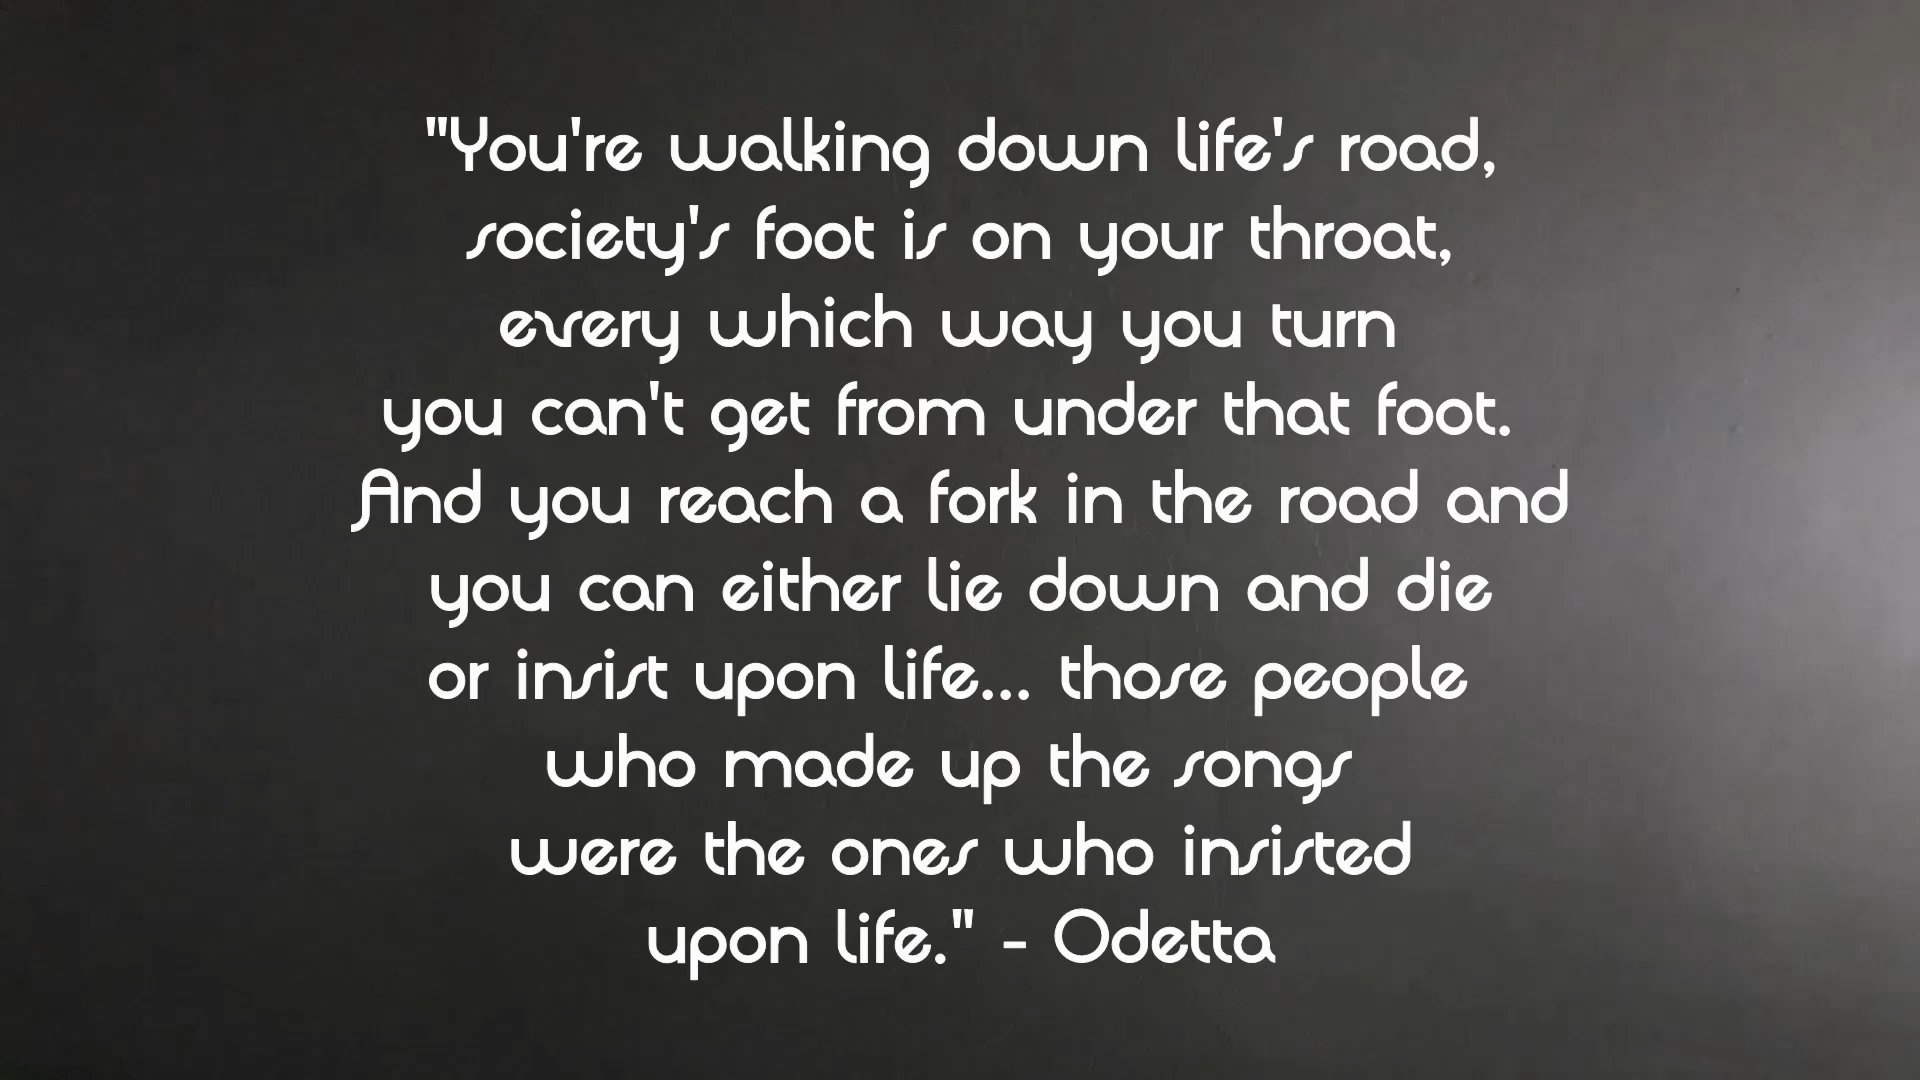 "You're walking down life's road,
society's foot is on your throat,
every which way you turn
you can't get from under that foot.
And you reach a fork in the road and
you can either lie down and die
or insist upon life... those people
who made up the songs
were the ones who insisted
upon life." - Odetta